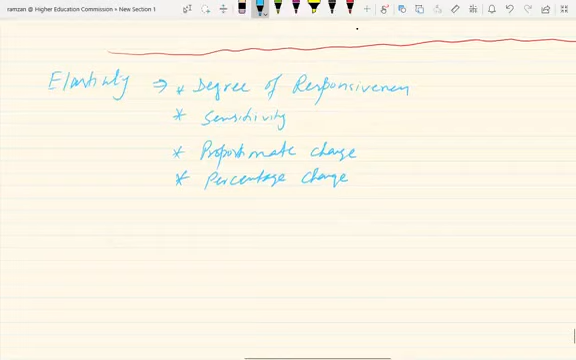 ramzan @ Higher Education Commission » New Section 1
Elasticity ⇒ * Degree of Responsiveness
* Sensitivity
* Proportionate change
* Percentage change